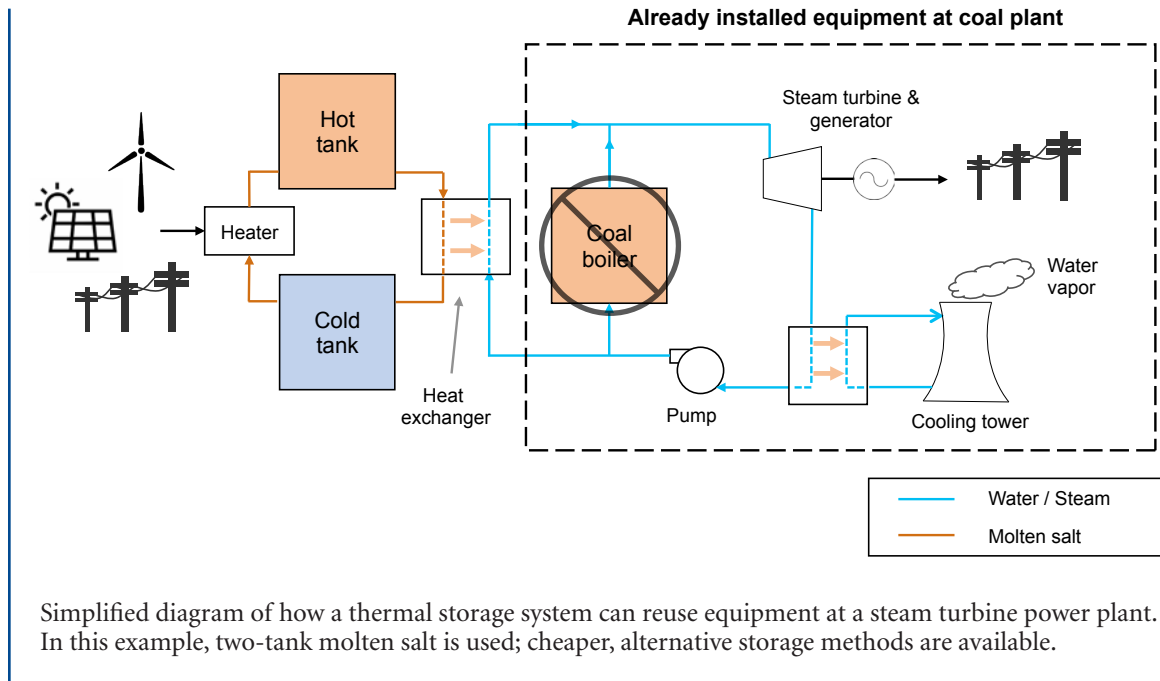 Already installed equipment at coal plant
Hot
tank
Steam turbine &
generator
Heater
Coal
boiler
Water
vapor
Cold
tank
Heat
exchanger
Pump
Cooling tower
Water / Steam
Molten salt
Simplified diagram of how a thermal storage system can reuse equipment at a steam turbine power plant.
In this example, two-tank molten salt is used; cheaper, alternative storage methods are available.